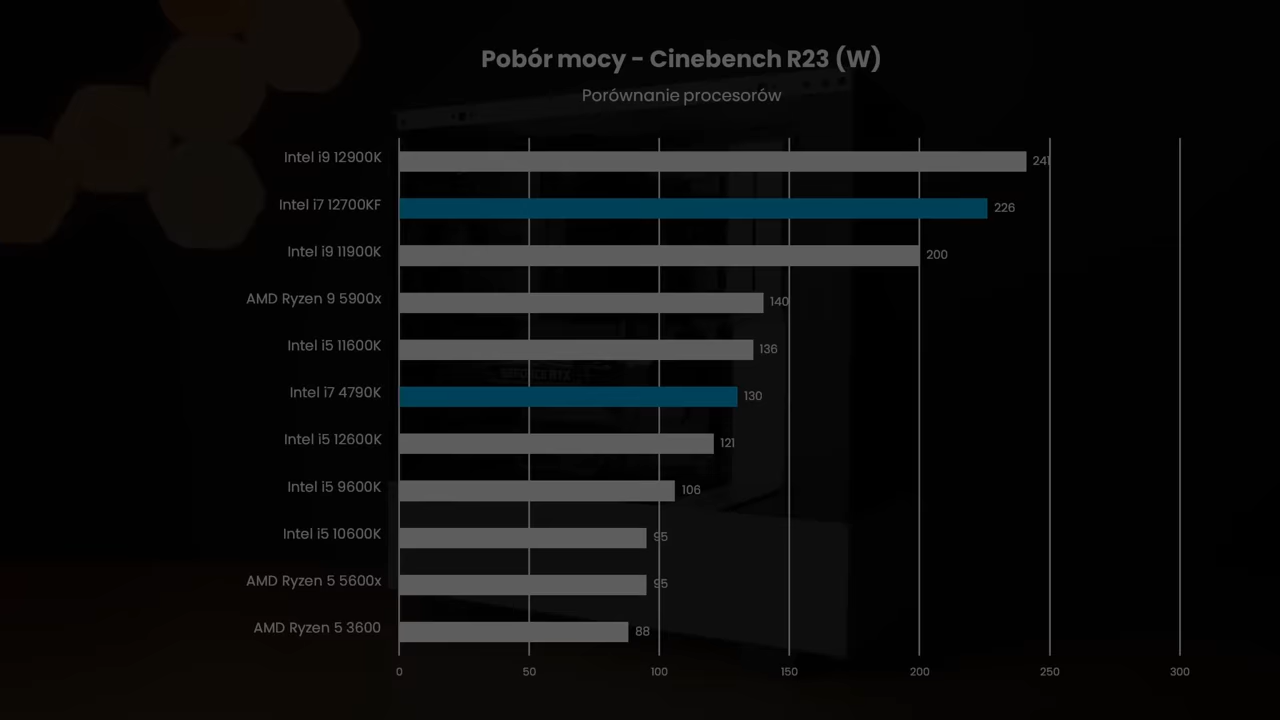 Pobór mocy - Cinebench R23 (W)
Porównanie procesorów
Intel i9 12900K 241
Intel i7 12700KF 226
Intel i9 11900K 200
AMD Ryzen 9 5900x 140
Intel i5 11600K 136
Intel i7 4790K 130
Intel i5 12600K 121
Intel i5 9600K 106
Intel i5 10600K 95
AMD Ryzen 5 5600x 95
AMD Ryzen 5 3600 88
0 50 100 150 200 250 300